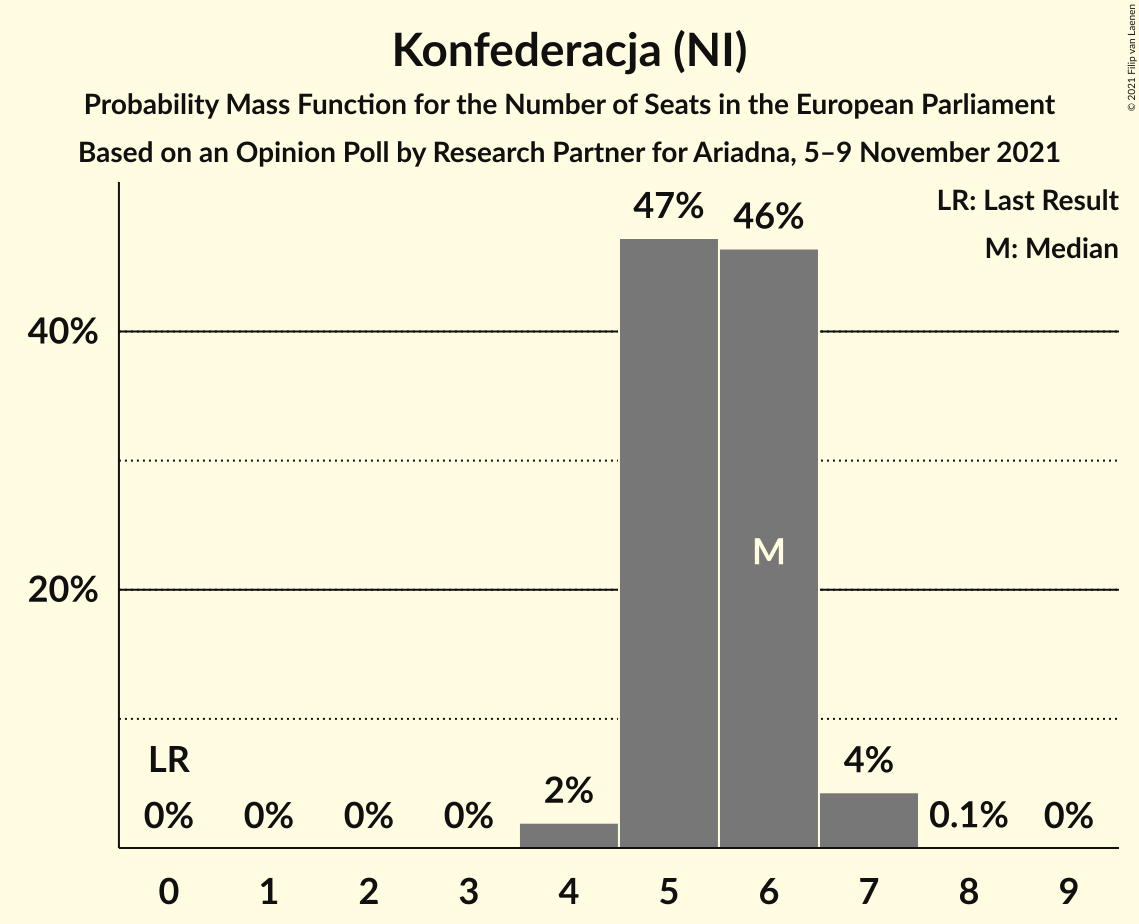 Konfederacja (NI)
Probability Mass Function for the Number of Seats in the European Parliament
Based on an Opinion Poll by Research Partner for Ariadna, 5–9 November 2021
© 2021 Filip van Laenen
LR: Last Result
M: Median
47%
46%
40%
M
20%
LR
0%
0%
0%
0%
2%
4%
0.1%
0%
0 1 2 3 4 5 6 7 8 9